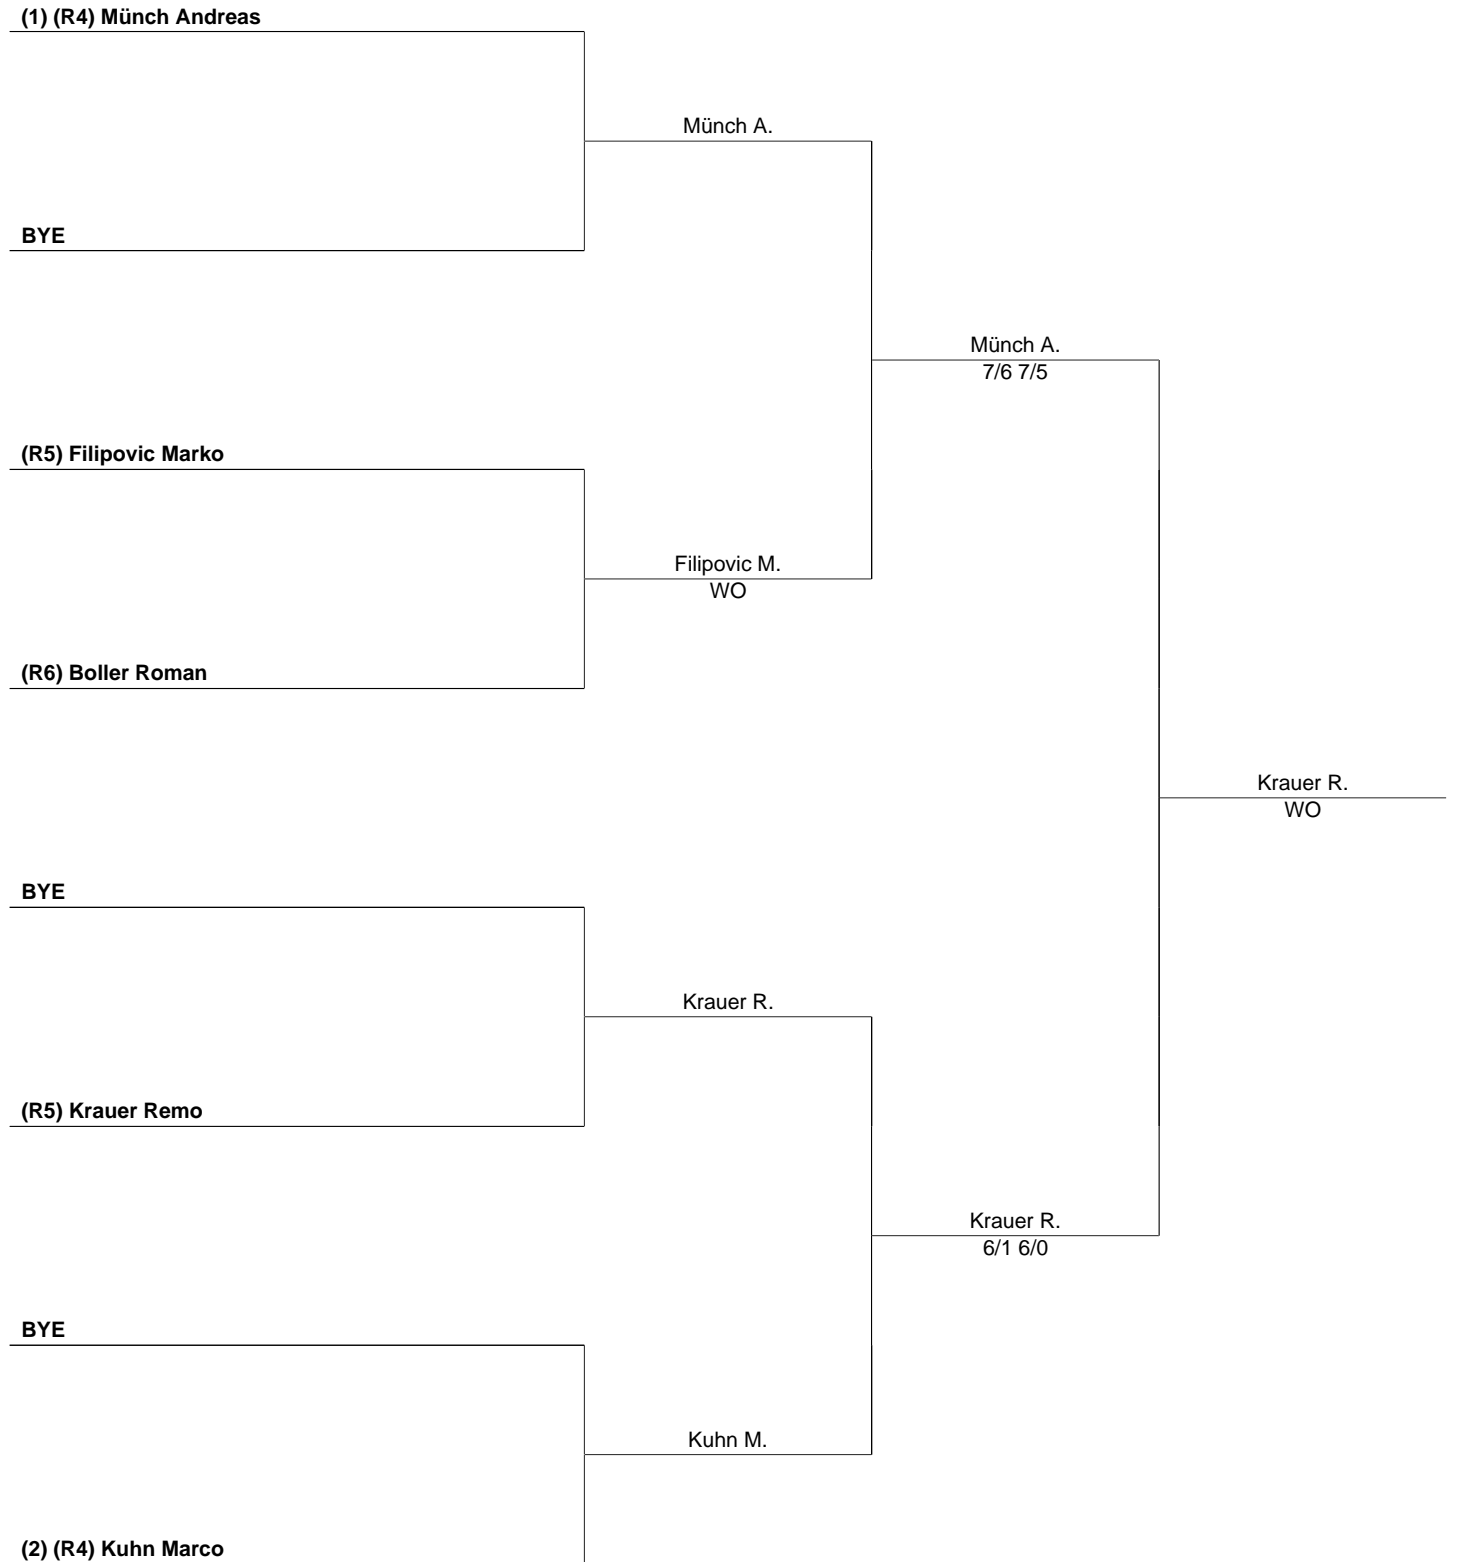 (1) (R4) Münch Andreas
Münch A.
BYE
Münch A.
7/6 7/5
(R5) Filipovic Marko
Filipovic M.
WO
(R6) Boller Roman
Krauer R.
WO
BYE
Krauer R.
(R5) Krauer Remo
Krauer R.
6/1 6/0
BYE
Kuhn M.
(2) (R4) Kuhn Marco